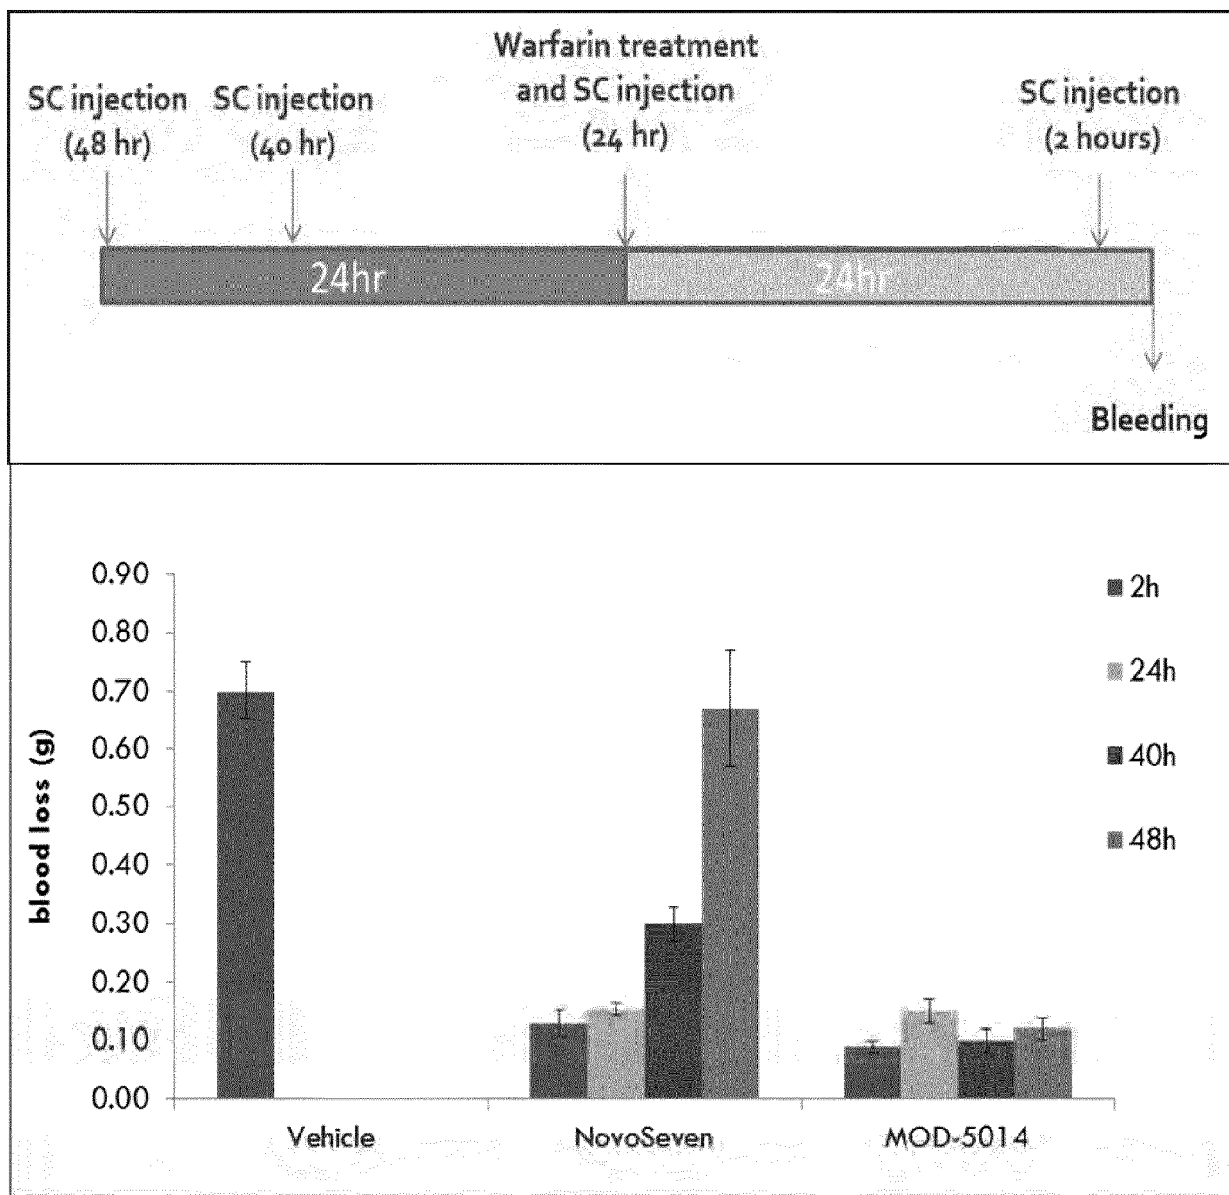 Warfarin treatment
and SC injection
(24 hr)
SC injection
(48 hr)
SC injection
(40 hr)
SC injection
(2 hours)
24hr
24hr
Bleeding
0.90
0.80
0.70
0.60
0.50
0.40
0.30
0.20
0.10
0.00
blood loss (g)
2h
24h
40h
48h
Vehicle
NovoSeven
MOD-5014